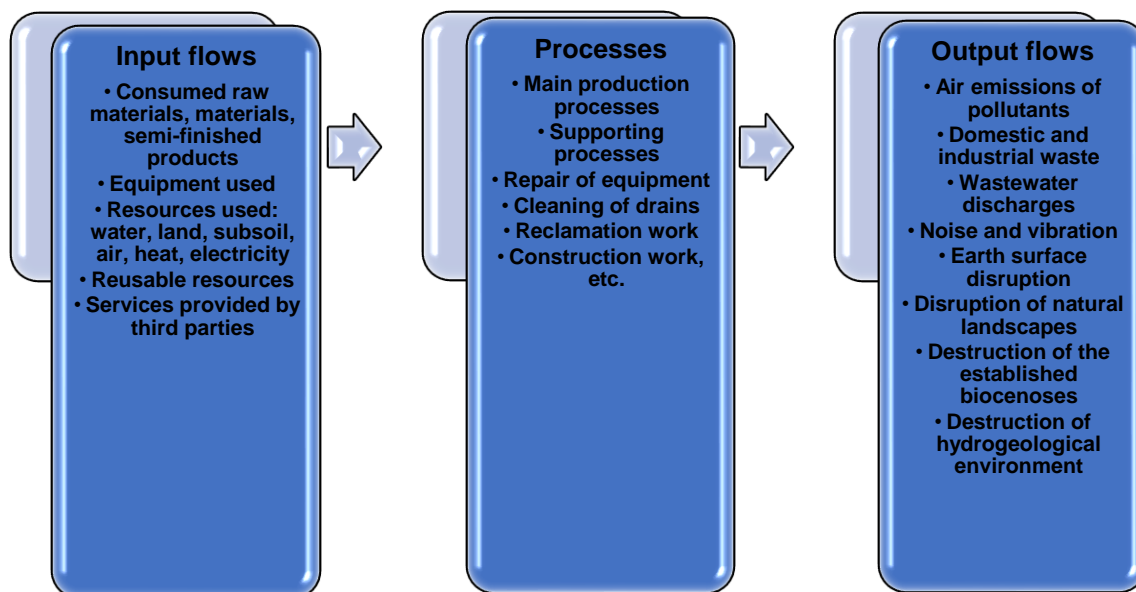 Input flows
• Consumed raw
materials, materials,
semi-finished
products
• Equipment used
• Resources used:
water, land, subsoil,
air, heat, electricity
• Reusable resources
• Services provided by
third parties
Processes
• Main production
processes
• Supporting
processes
• Repair of equipment
• Cleaning of drains
• Reclamation work
• Construction work,
etc.
Output flows
• Air emissions of
pollutants
• Domestic and
industrial waste
• Wastewater
discharges
• Noise and vibration
• Earth surface
disruption
• Disruption of natural
landscapes
• Destruction of the
established
biocenoses
• Destruction of
hydrogeological
environment